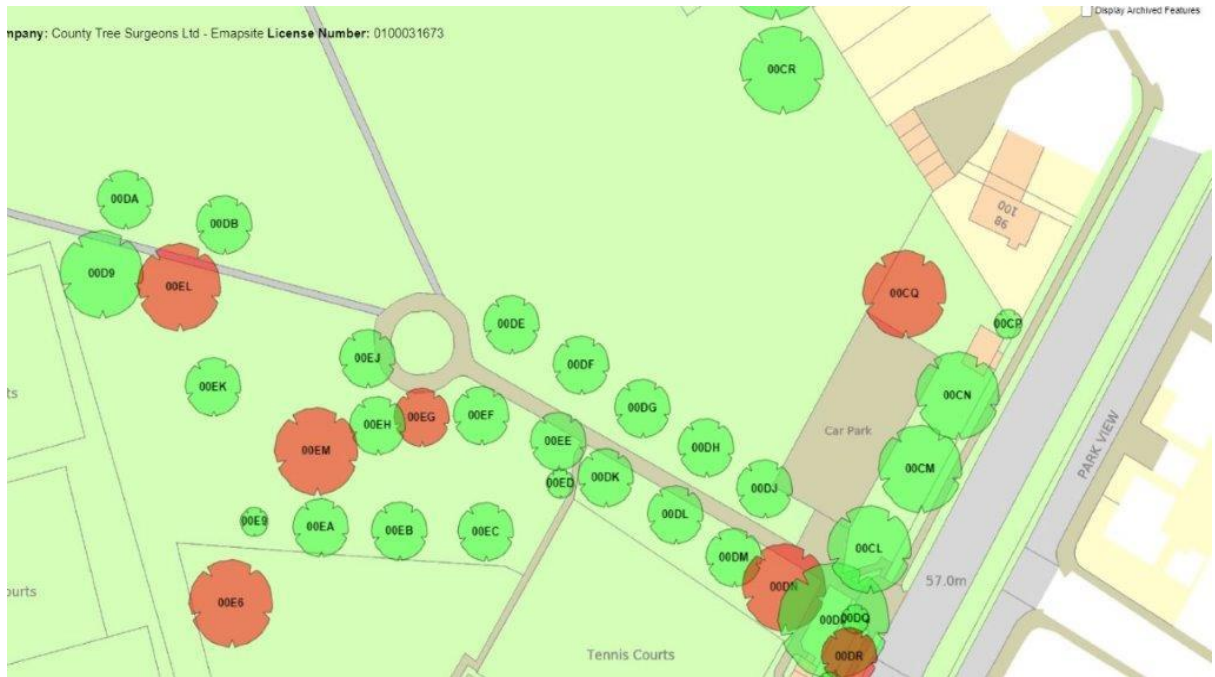 Display Archived Features
mpany: County Tree Surgeons Ltd - Emapsite License Number: 0100031673
00CR
00DA
00DB
98
100
00D9
00EL
00CQ
00CP
00DE
00EJ
00DF
00EK
00CN
00DG
00EF
00EG
00EH
Car Park
00EE
00DH
00EM
PARK VIEW
00CM
00DK
00ED
00DJ
00DL
00E9
00EA
00EB
00EC
00CL
00DM
57.0m
00DN
ourts
00E6
00DQ
Tennis Courts
00DR